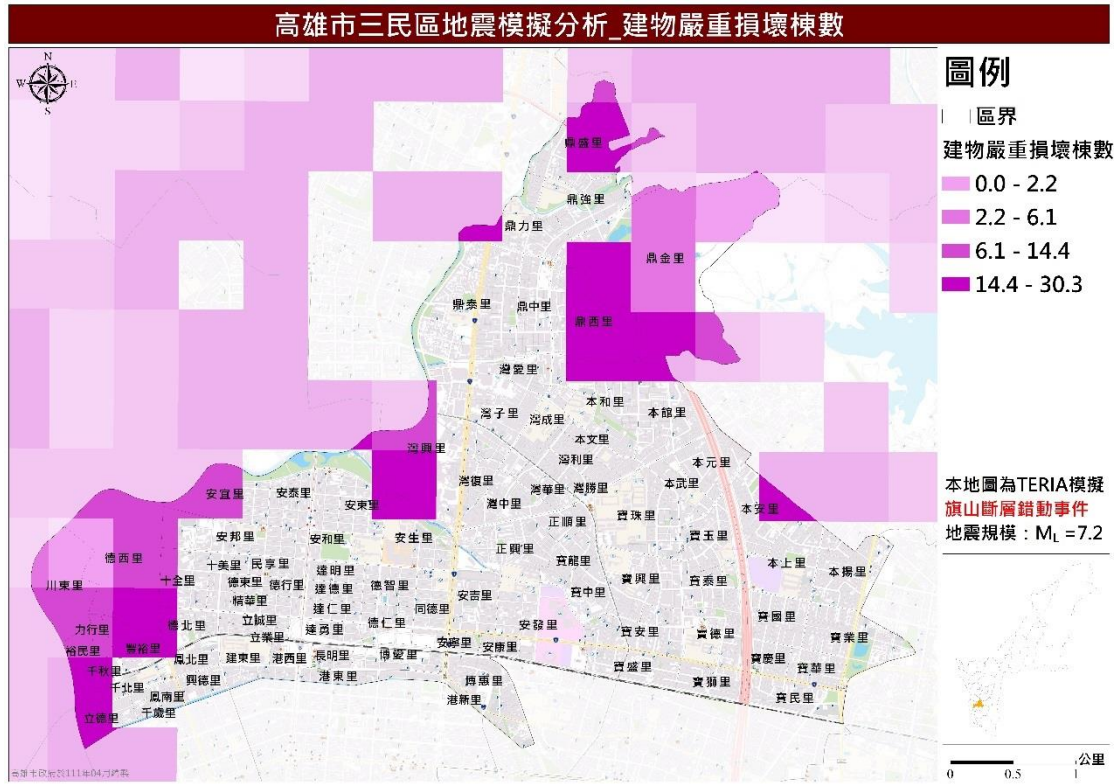 高雄市三民區地震模擬分析_建物嚴重損壞棟數
N
W
E
S
圖例
區界
建物嚴重損壞棟數
0.0 - 2.2
2.2 - 6.1
6.1 - 14.4
14.4 - 30.3
鼎盛里
鼎強里
鼎力里
鼎金里
鼎泰里
鼎中里
鼎西里
灣愛里
本和里
灣子里
灣成里
本館里
本文里
灣興里
灣利里
本元里
灣復里
本武里
安宜里
安泰里
安東里
灣中里
灣華里
灣勝里
本安里
正順里
寶珠里
安邦里
安和里
安生里
寶玉里
正興里
德西里
十全里
十美里
民享里
達明里
寶龍里
本上里
本揚里
川東里
德東里
德行里
達德里
德智里
寶興里
寶泰里
精華里
達仁里
同德里
安吉里
寶中里
力行里
德北里
立誠里
立業里
達勇里
德仁里
安發里
寶安里
寶德里
寶國里
寶業里
裕民里
豐裕里
安寧里
安康里
千秋里
鳳北里
建東里
港西里
長明里
博愛里
寶盛里
寶慶里
寶華里
千北里
興德里
港東里
博惠里
寶獅里
鳳南里
港新里
寶民里
立德里
千歲里
本地圖為TERIA模擬
旗山斷層錯動事件
地震規模：ML =7.2
公里
0
0.5
1